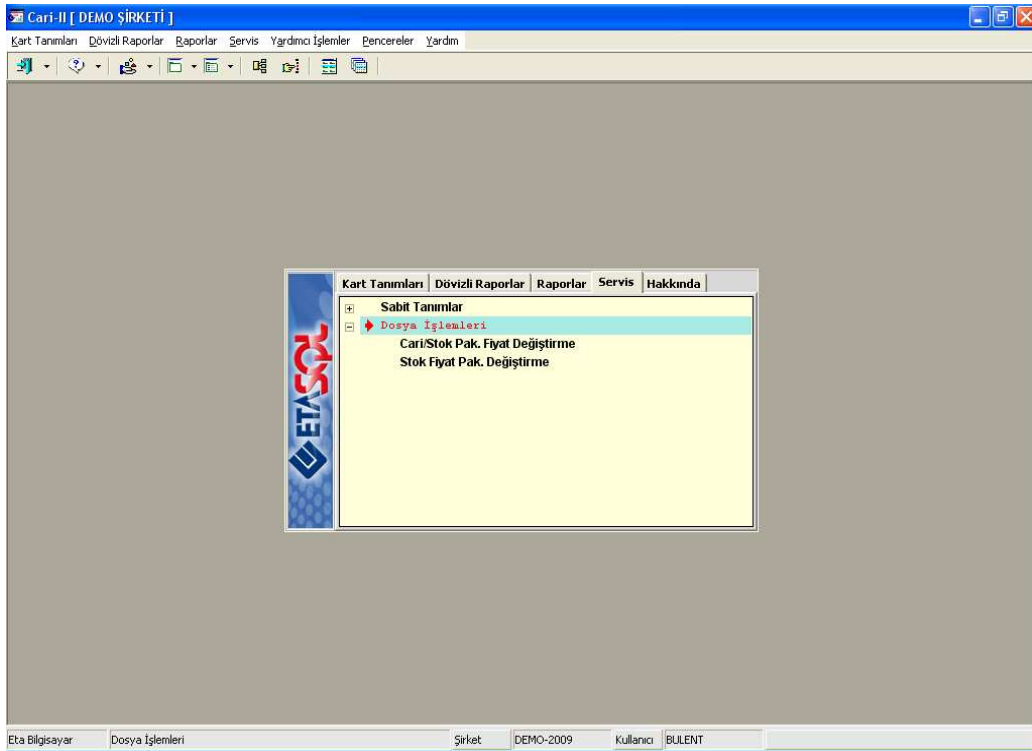 Cari-II [ DEMO ŞİRKETİ ]
Kart Tanımları Dövizli Raporlar Raporlar Servis Yardımcı İşlemler Pencereler Yardım
Kart Tanımları Dövizli Raporlar Raporlar Servis Hakkında
Sabit Tanımlar
Dosya İşlemleri
Cari/Stok Pak. Fiyat Değiştirme
Stok Fiyat Pak. Değiştirme
ETASQL
Eta Bilgisayar Dosya İşlemleri Şirket DEMO-2009 Kullanıcı BULENT